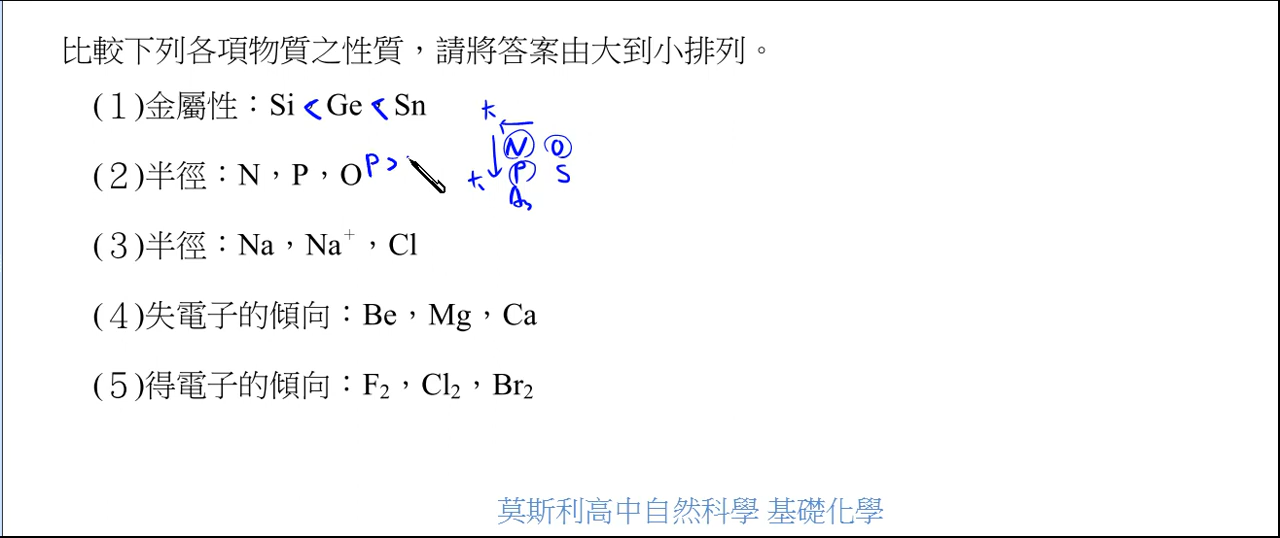 比較下列各項物質之性質，請將答案由大到小排列。
(１)金屬性：Si < Ge < Sn
(２)半徑：N，P，O P >
大
N O
大 P S
As
(３)半徑：Na，Na⁺，Cl
(４)失電子的傾向：Be，Mg，Ca
(５)得電子的傾向：F₂，Cl₂，Br₂
莫斯利高中自然科學 基礎化學